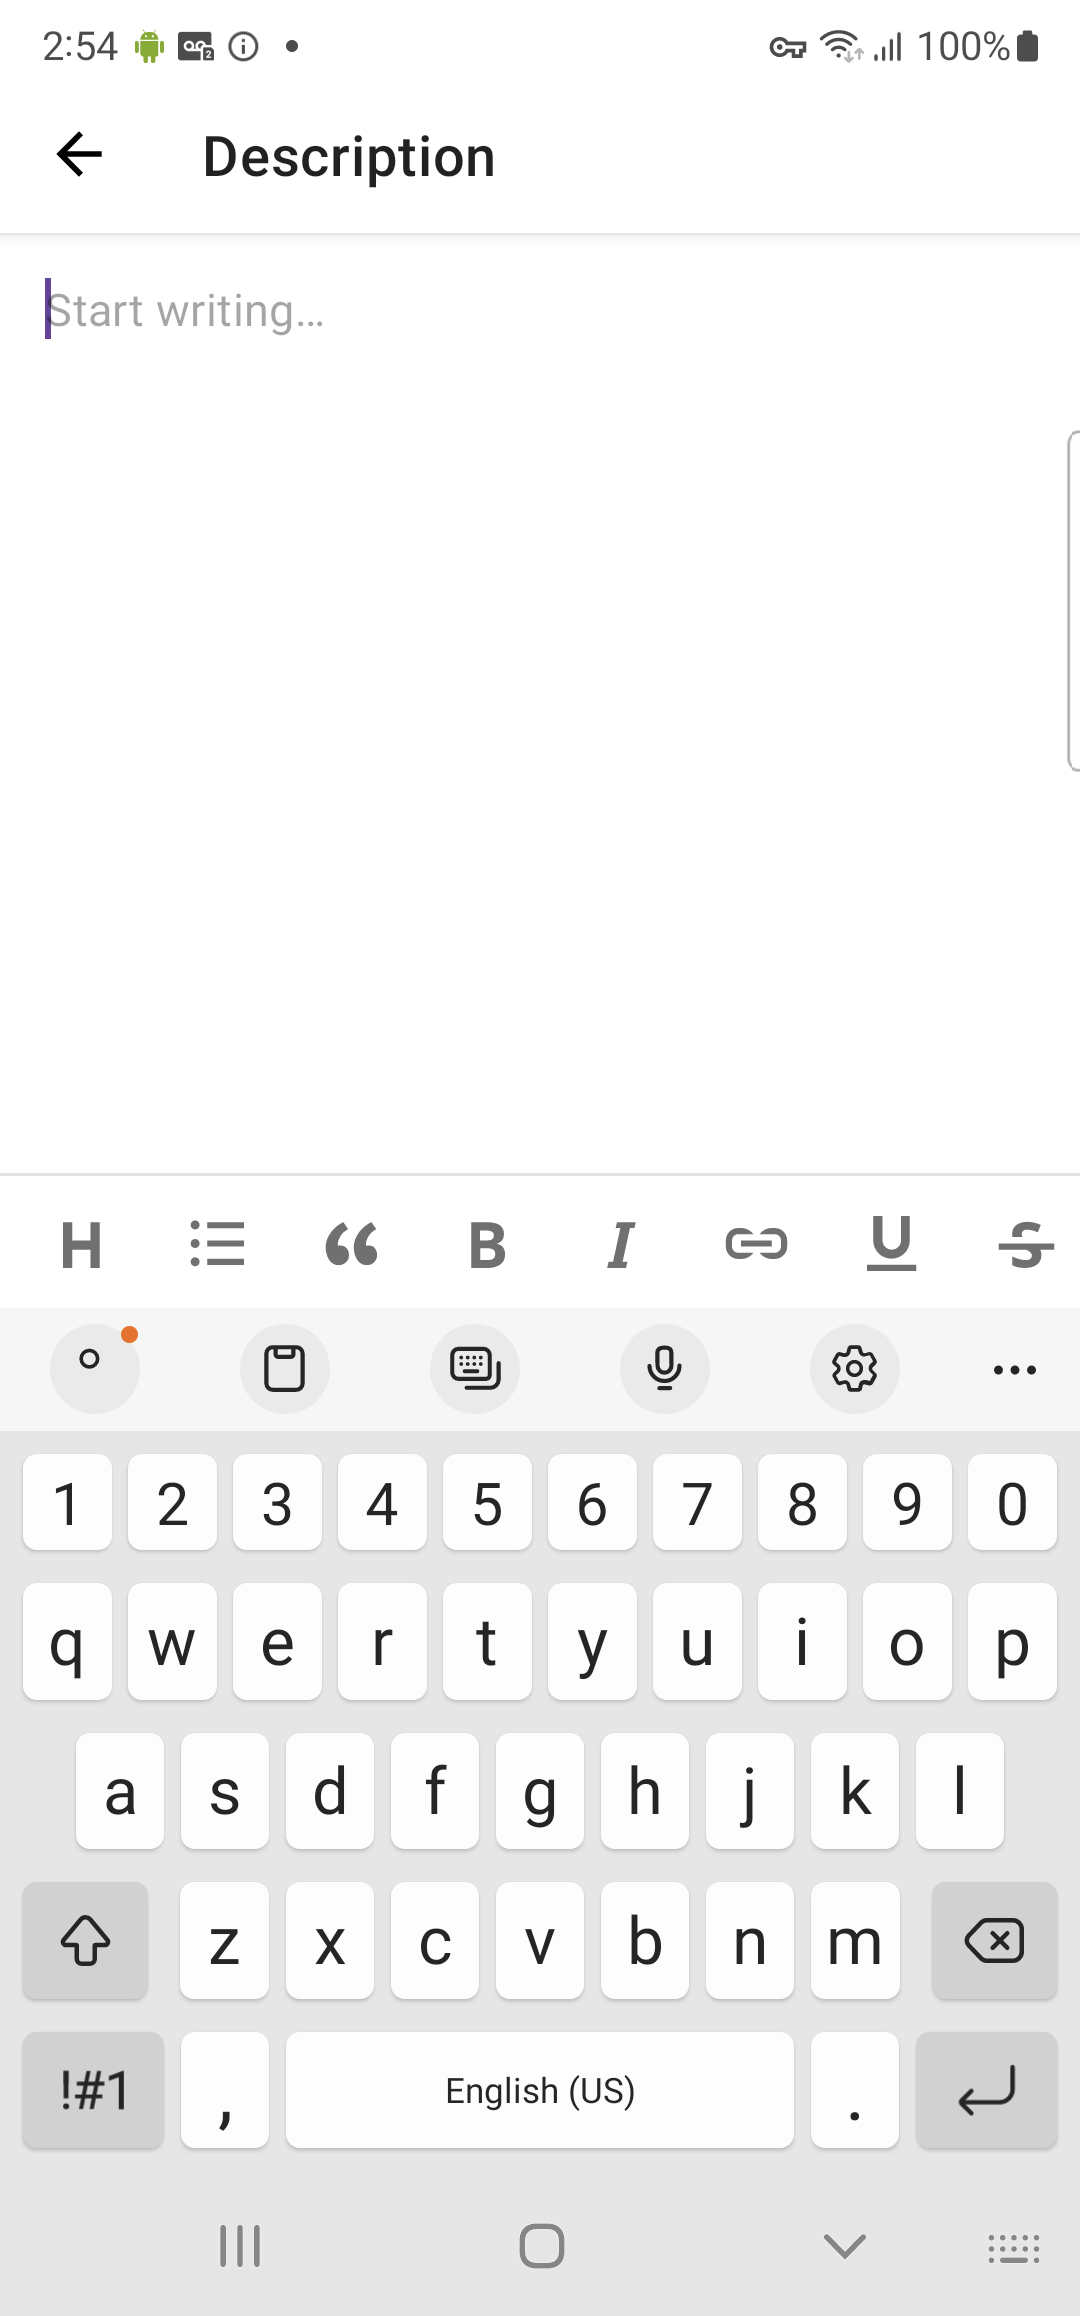 2:54 100%
Description
Start writing...
H B I U S
1 2 3 4 5 6 7 8 9 0
q w e r t y u i o p
a s d f g h j k l
z x c v b n m
!#1 , English (US) .